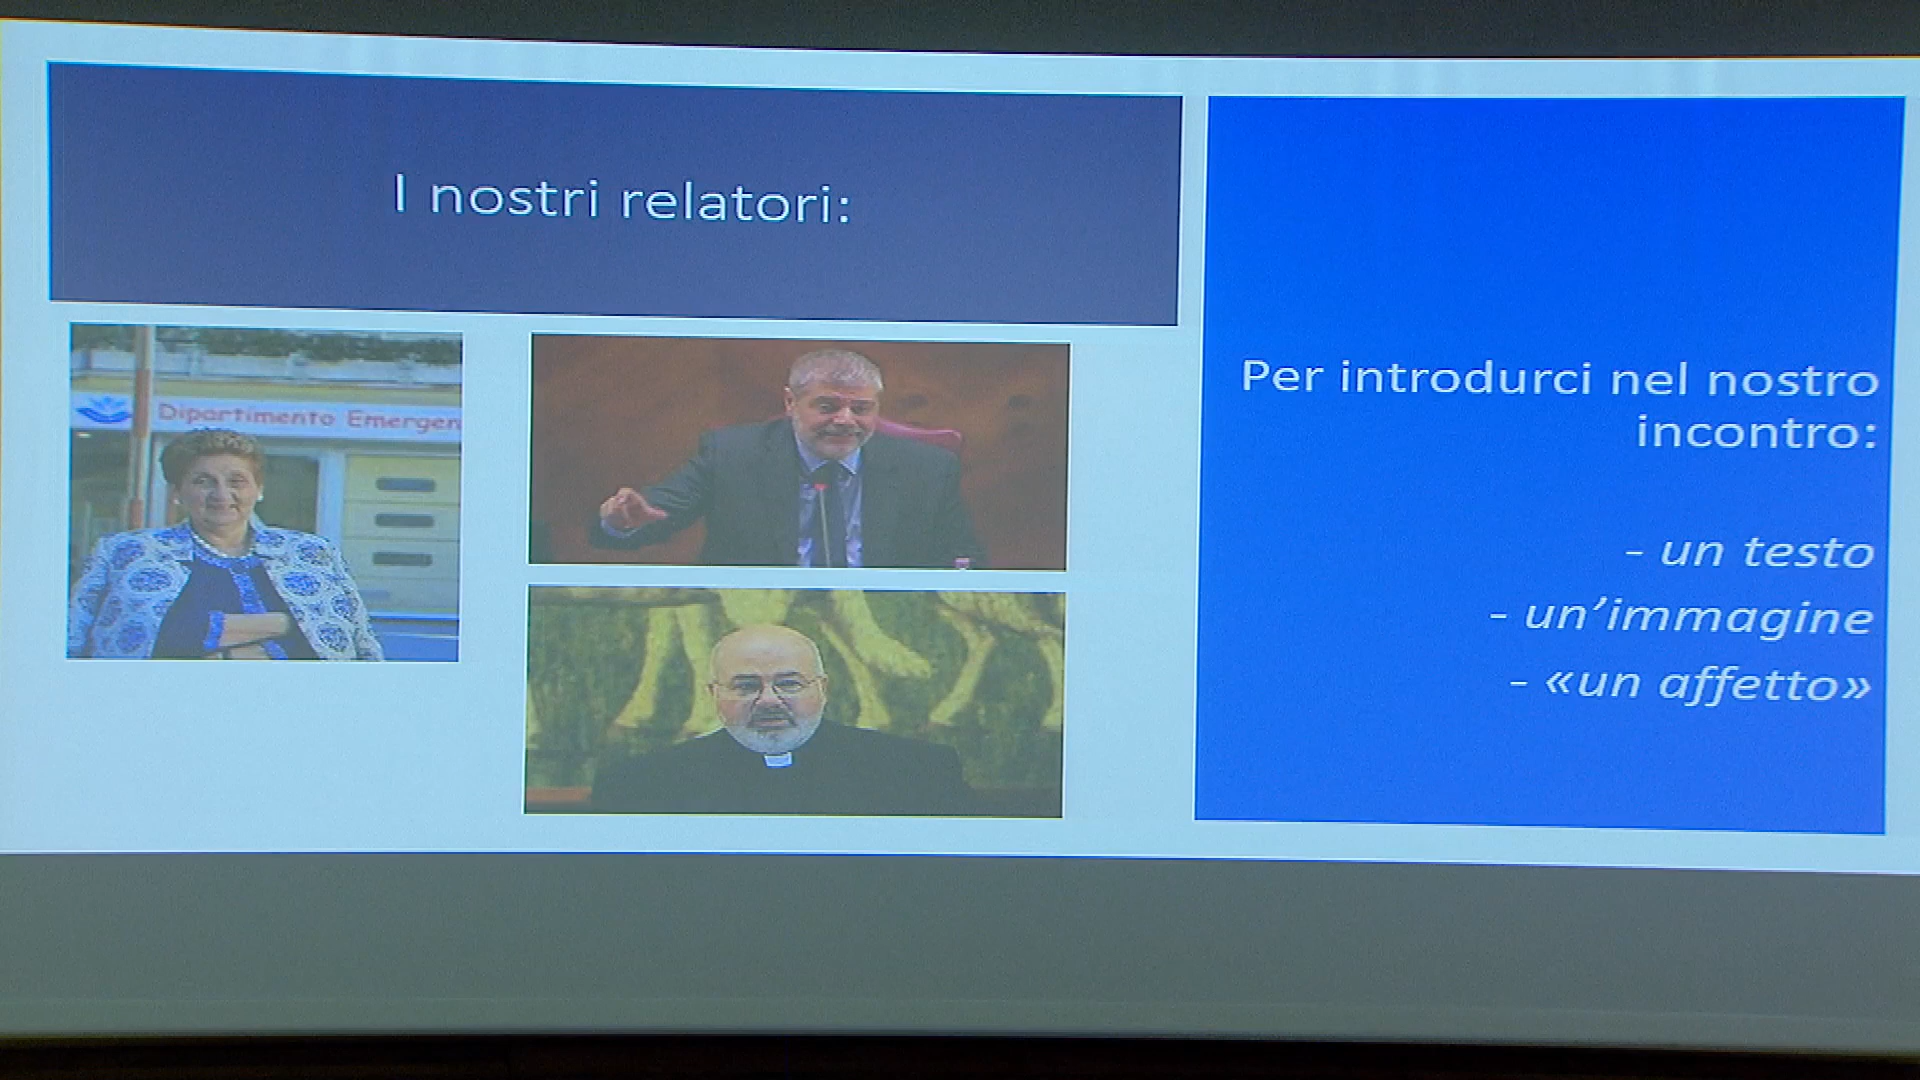 I nostri relatori:
Dipartimento Emergen
Per introdurci nel nostro
incontro:
- un testo
- un’immagine
- «un affetto»